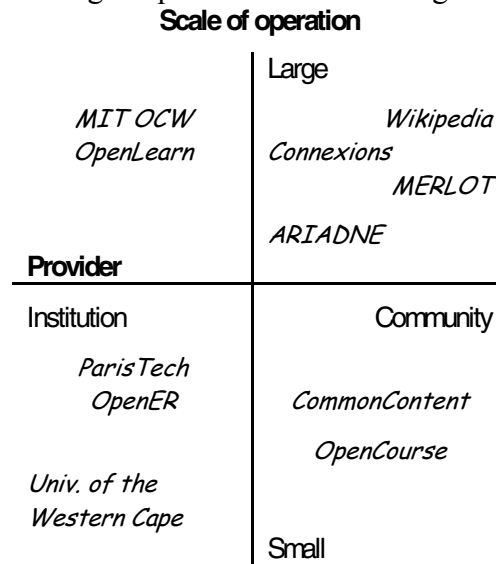 Scale of operation
Large
MIT OCW
OpenLearn
Wikipedia
Connexions
MERLOT
ARIADNE
Provider
Institution
Community
ParisTech
OpenER
CommonContent
OpenCourse
Univ. of the
Western Cape
Small